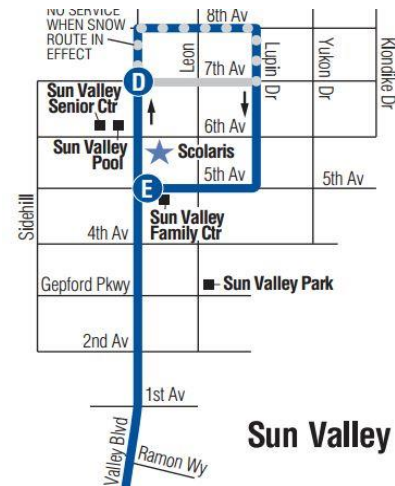 NO SERVICE
WHEN SNOW
ROUTE IN
EFFECT
8th Av
Leon
Lupin Dr
Yukon Dr
Klondike Dr
7th Av
D
Sun Valley
Senior Ctr
6th Av
Sun Valley
Pool
Scolaris
E
5th Av
5th Av
Sun Valley
Family Ctr
Sidehill
4th Av
Gepford Pkwy
Sun Valley Park
2nd Av
1st Av
Valley Blvd
Ramon Wy
Sun Valley